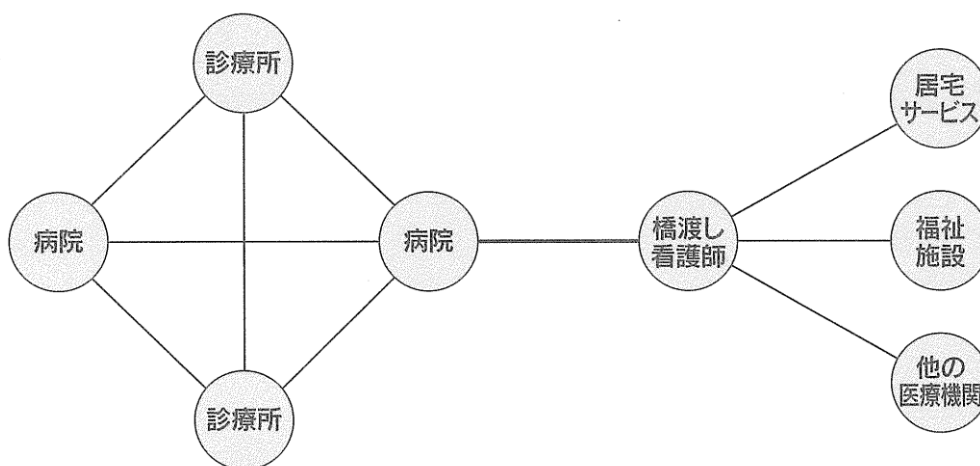 診療所
病院
病院
診療所
橋渡し
看護師
居宅
サービス
福祉
施設
他の
医療機関